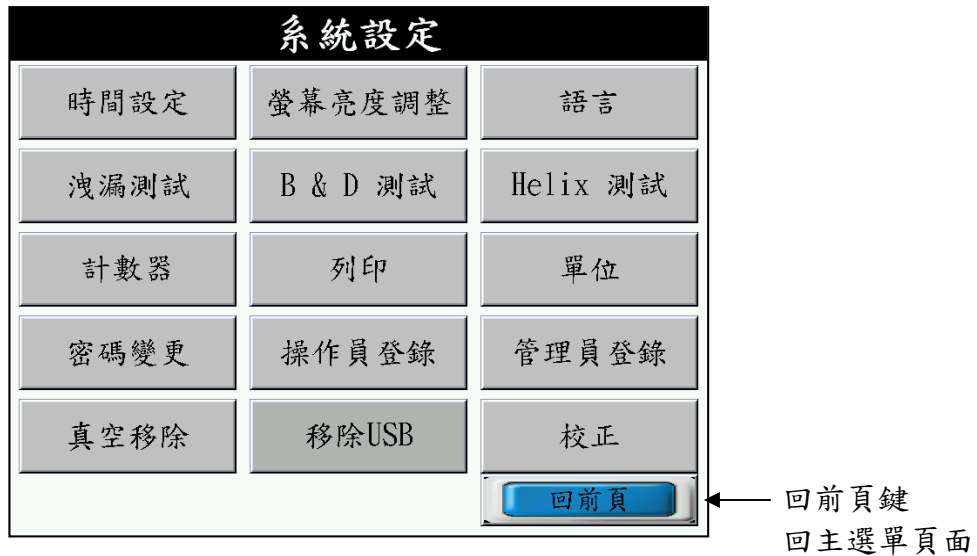 系統設定
時間設定
螢幕亮度調整
語言
洩漏測試
B & D 測試
Helix 測試
計數器
列印
單位
密碼變更
操作員登錄
管理員登錄
真空移除
移除USB
校正
回前頁
回前頁鍵
回主選單頁面